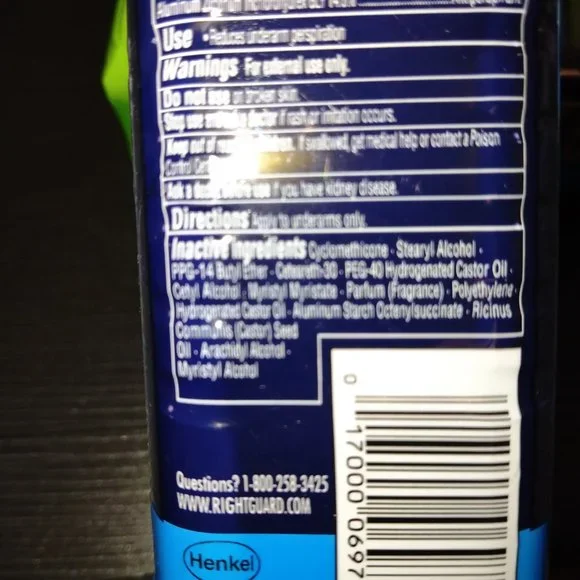 Use • Reduces underarm perspiration
Warnings For external use only.
Do not use on broken skin
Stop use and ask a doctor if rash or irritation occurs.
Keep out of reach of children. If swallowed, get medical help or contact a Poison
Control
Ask a doctor before use if you have kidney disease.
Directions Apply to underarms only.
Inactive Ingredients Cyclomethicone · Stearyl Alcohol ·
PPG-14 Butyl Ether · Ceteareth-30 · PEG-40 Hydrogenated Castor Oil ·
Cetyl Alcohol · Myristyl Myristate · Parfum (Fragrance) · Polyethylene ·
Hydrogenated Castor Oil · Aluminum Starch Octenylsuccinate · Ricinus
Communis (Castor) Seed
Oil · Arachidyl Alcohol ·
Myristyl Alcohol
Questions? 1-800-258-3425
WWW.RIGHTGUARD.COM
Henkel
0 17000 0697